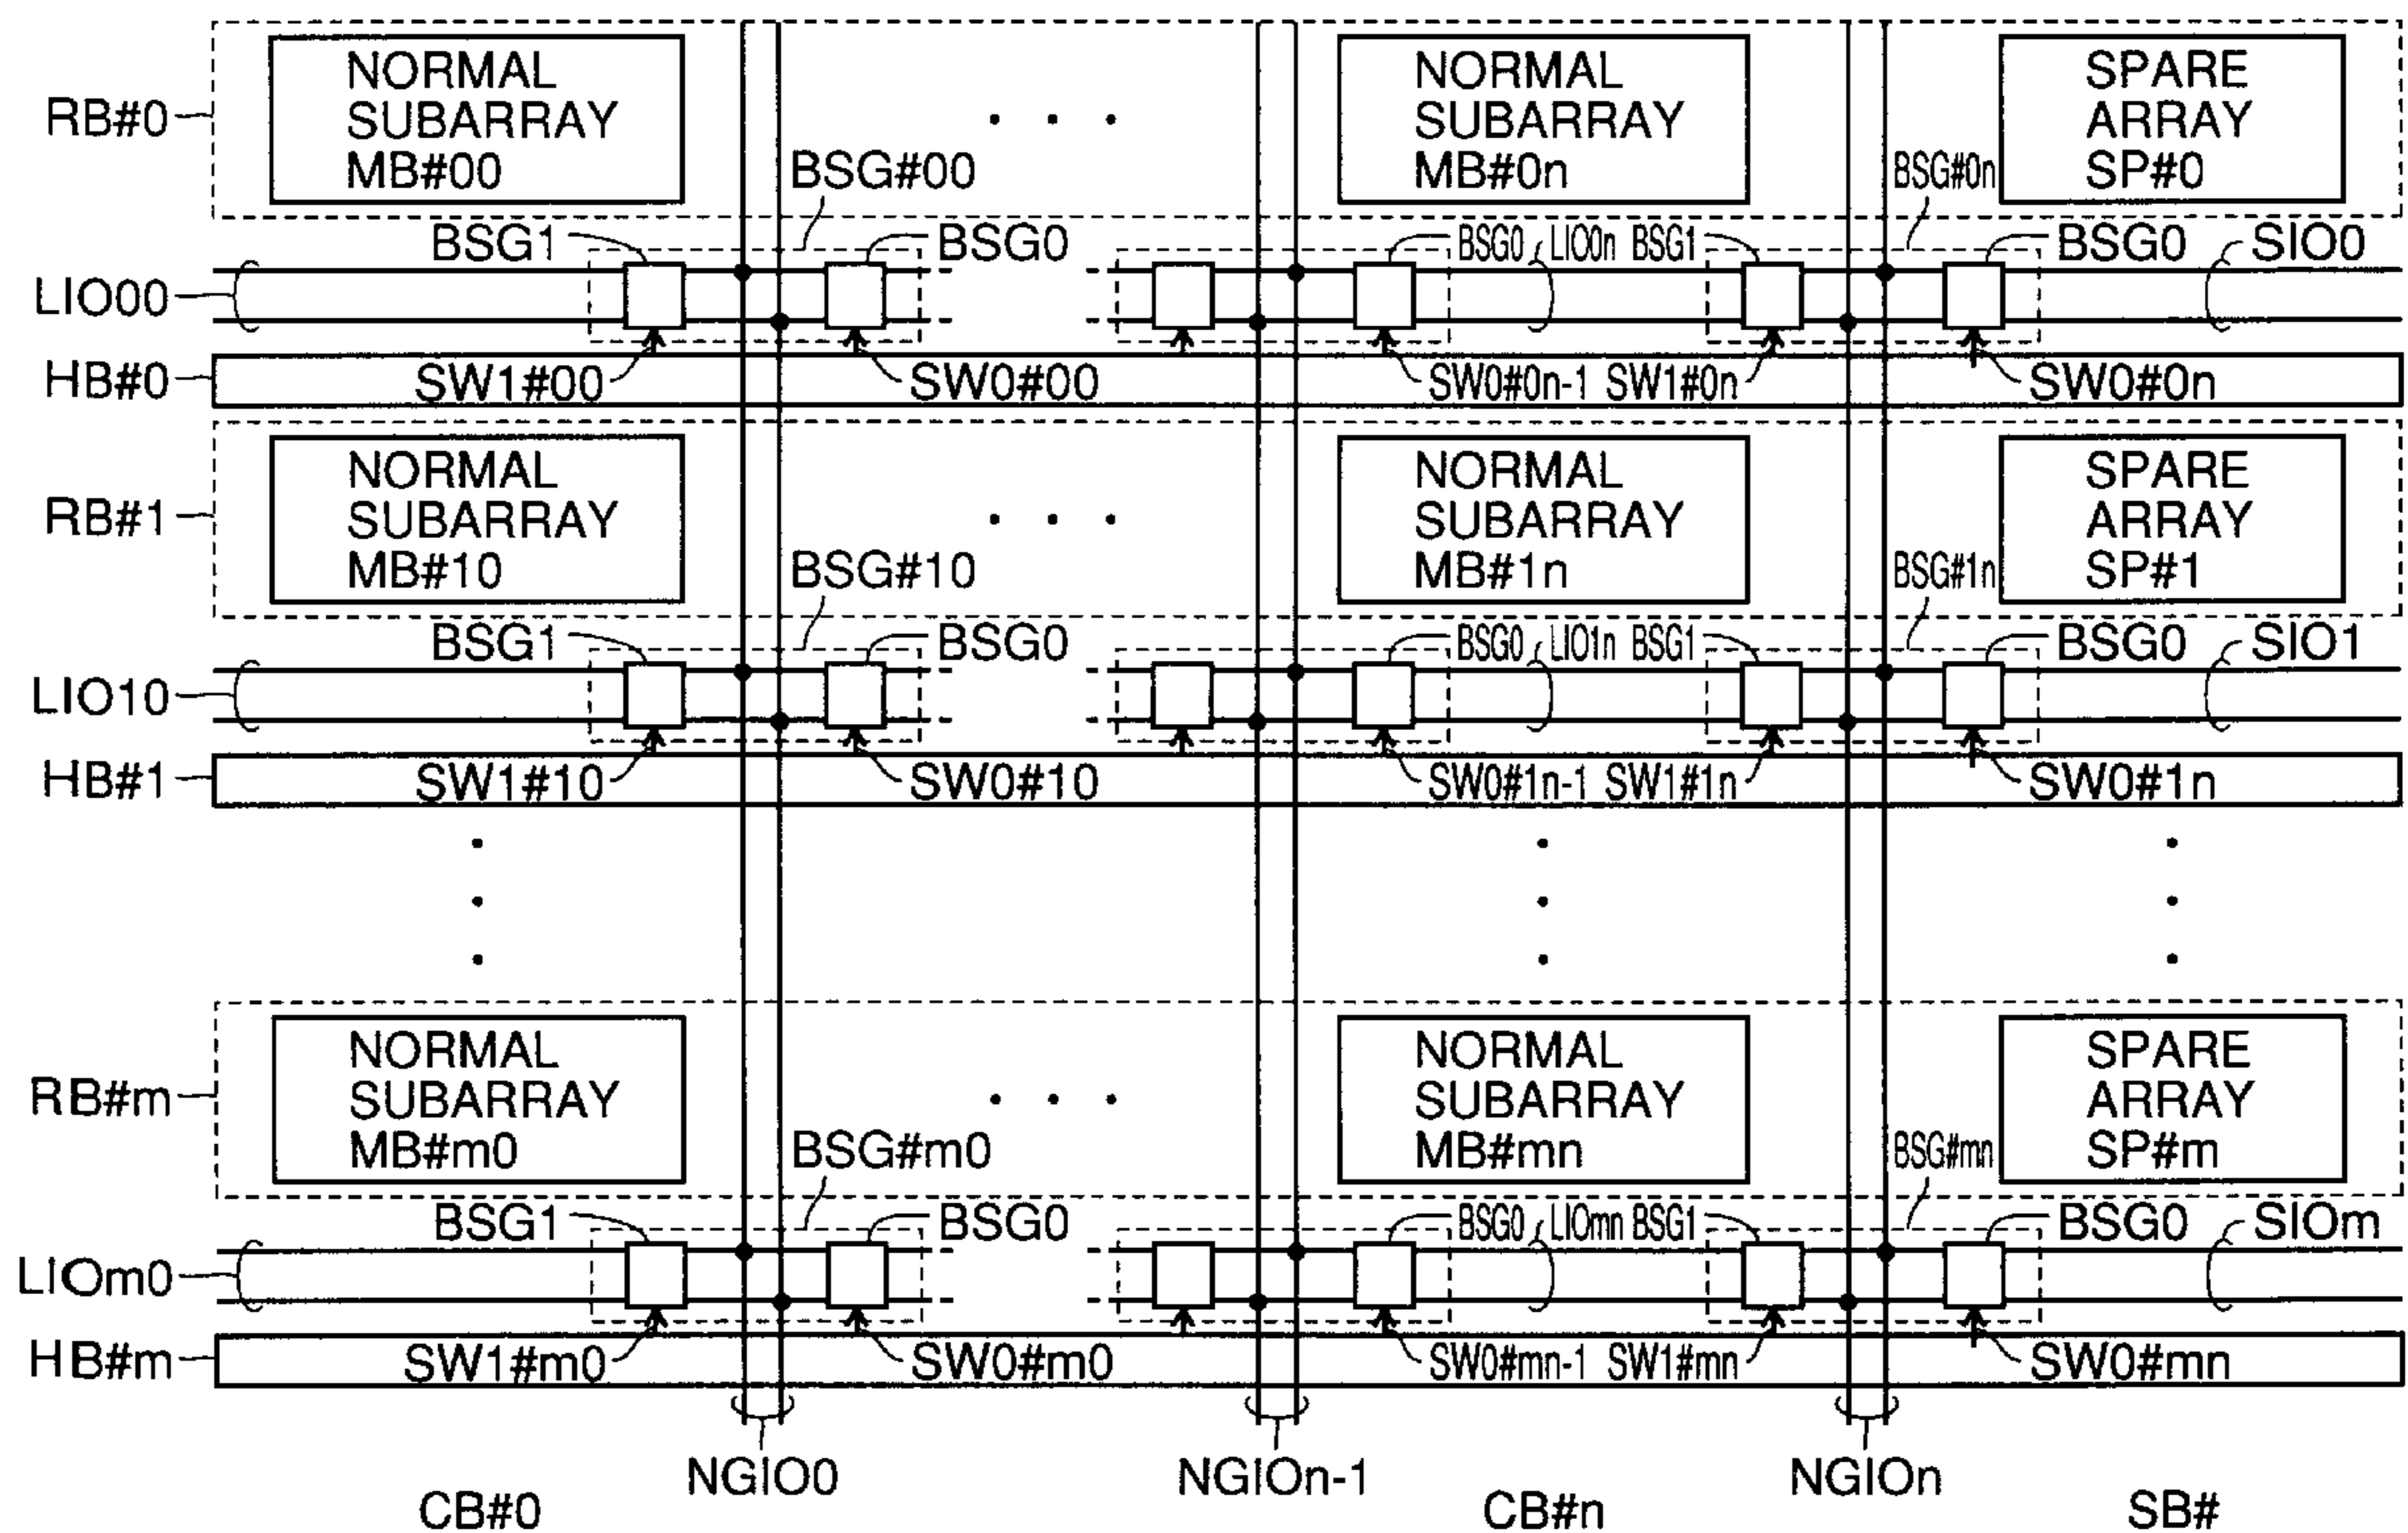 RB#0
NORMAL
SUBARRAY
MB#00
. . .
NORMAL
SUBARRAY
MB#0n
SPARE
ARRAY
SP#0
BSG#00
BSG#0n
BSG1
BSG0
BSG0
LIO0n
BSG1
BSG0
SIO0
LIO00
HB#0
SW1#00
SW0#00
SW0#0n-1
SW1#0n
SW0#0n
RB#1
NORMAL
SUBARRAY
MB#10
. . .
NORMAL
SUBARRAY
MB#1n
SPARE
ARRAY
SP#1
BSG#10
BSG#1n
BSG1
BSG0
BSG0
LIO1n
BSG1
BSG0
SIO1
LIO10
HB#1
SW1#10
SW0#10
SW0#1n-1
SW1#1n
SW0#1n
RB#m
NORMAL
SUBARRAY
MB#m0
. . .
NORMAL
SUBARRAY
MB#mn
SPARE
ARRAY
SP#m
BSG#m0
BSG#mn
BSG1
BSG0
BSG0
LIOmn
BSG1
BSG0
SIOm
LIOm0
HB#m
SW1#m0
SW0#m0
SW0#mn-1
SW1#mn
SW0#mn
NGIO0
NGIOn-1
NGIOn
CB#0
CB#n
SB#